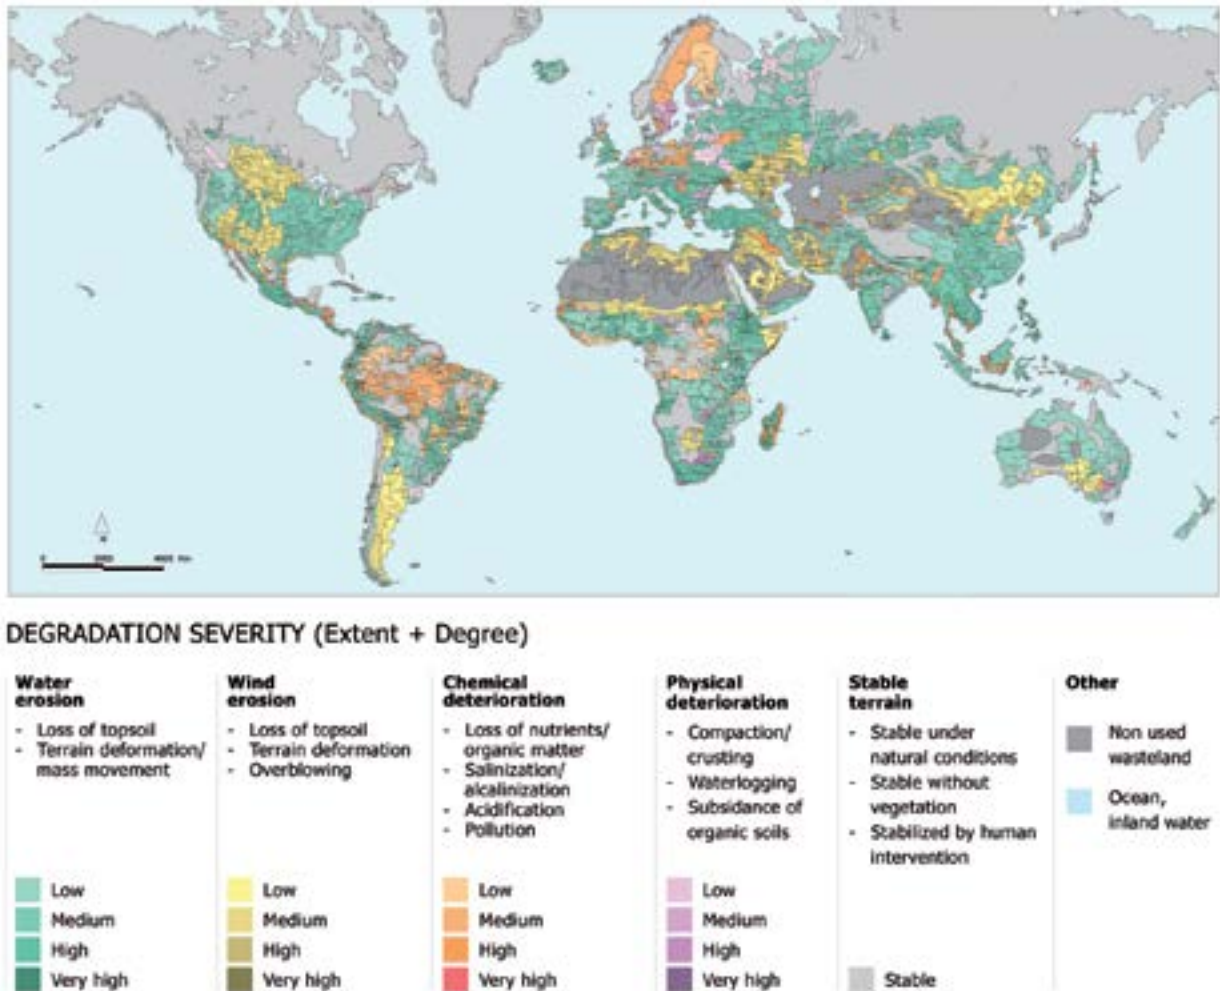 N
0
DEGRADATION SEVERITY (Extent + Degree)
Water
erosion
- Loss of topsoil
- Terrain deformation/
mass movement
Low
Medium
High
Very high
Wind
erosion
- Loss of topsoil
- Terrain deformation
- Overblowing
Low
Medium
High
Very high
Chemical
deterioration
- Loss of nutrients/
organic matter
- Salinization/
alcalinization
- Acidification
- Pollution
Low
Medium
High
Very high
Physical
deterioration
- Compaction/
crusting
- Waterlogging
- Subsidance of
organic soils
Low
Medium
High
Very high
Stable
terrain
- Stable under
natural conditions
- Stable without
vegetation
- Stabilized by human
intervention
Stable
Other
Non used
wasteland
Ocean,
inland water